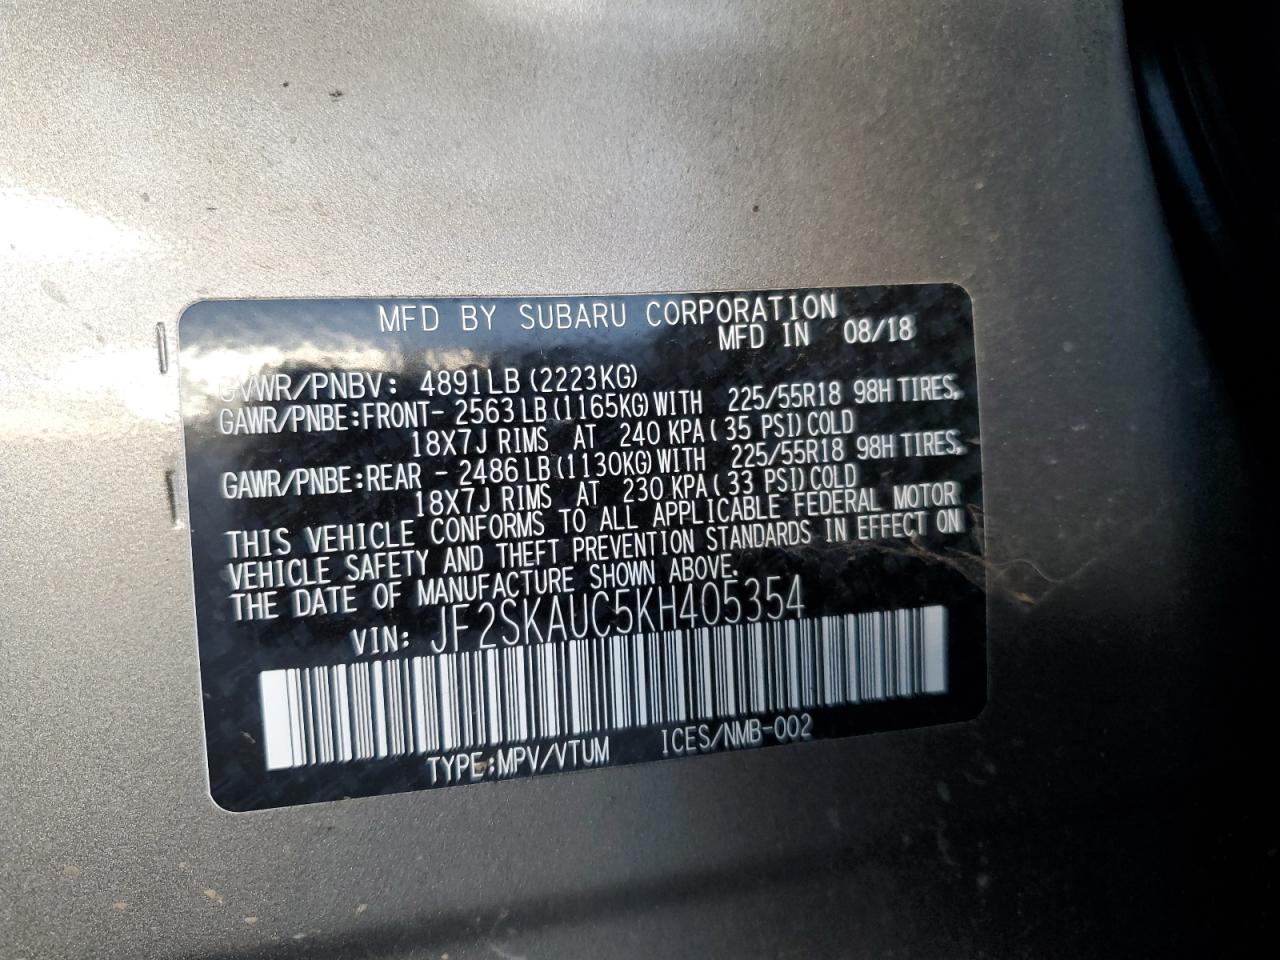 MFD BY SUBARU CORPORATION
MFD IN 08/18
GVWR/PNBV: 4891LB (2223KG)
GAWR/PNBE:FRONT- 2563 LB (1165KG) WITH 225/55R18 98H TIRES,
18X7J RIMS AT 240 KPA ( 35 PSI) COLD
GAWR/PNBE:REAR - 2486 LB (1130KG) WITH 225/55R18 98H TIRES,
18X7J RIMS AT 230 KPA ( 33 PSI) COLD
THIS VEHICLE CONFORMS TO ALL APPLICABLE FEDERAL MOTOR
VEHICLE SAFETY AND THEFT PREVENTION STANDARDS IN EFFECT ON
THE DATE OF MANUFACTURE SHOWN ABOVE.
VIN: JF2SKAUC5KH405354
TYPE:MPV/VTUM ICES/NMB-002